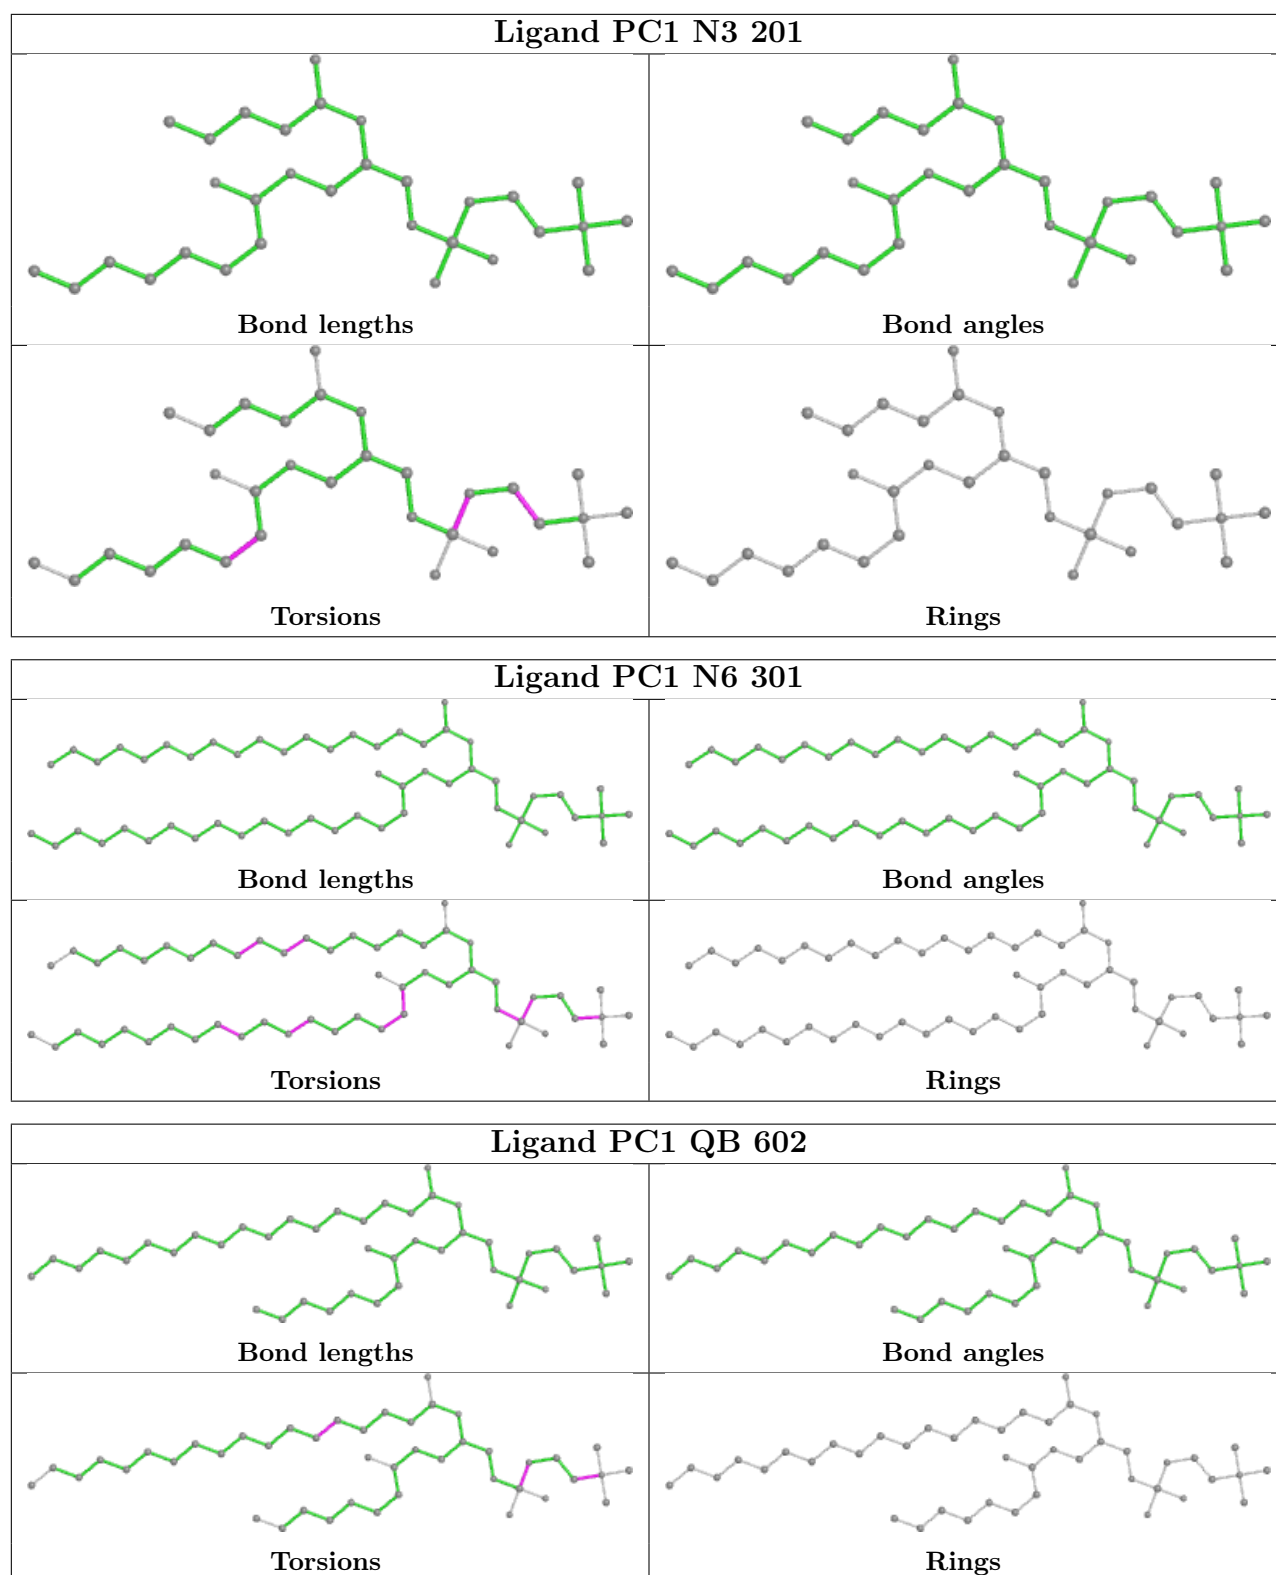 Ligand PC1 N3 201
Bond lengths
Bond angles
Torsions
Rings
Ligand PC1 N6 301
Bond lengths
Bond angles
Torsions
Rings
Ligand PC1 QB 602
Bond lengths
Bond angles
Torsions
Rings